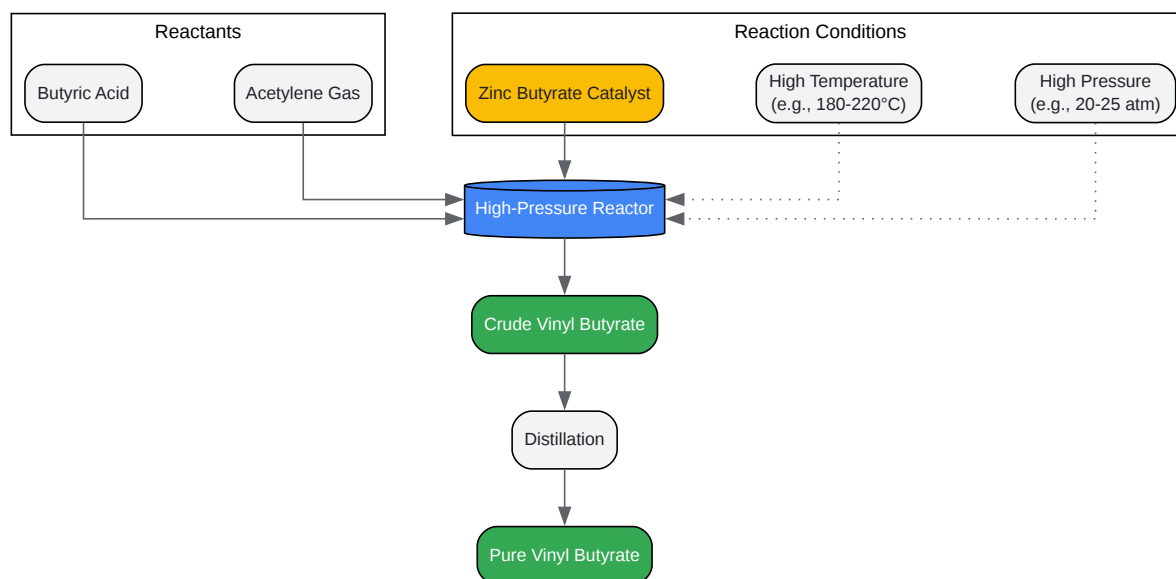 Reactants
Reaction Conditions
Butyric Acid
Acetylene Gas
Zinc Butyrate Catalyst
High Temperature
(e.g., 180-220°C)
High Pressure
(e.g., 20-25 atm)
High-Pressure Reactor
Crude Vinyl Butyrate
Distillation
Pure Vinyl Butyrate